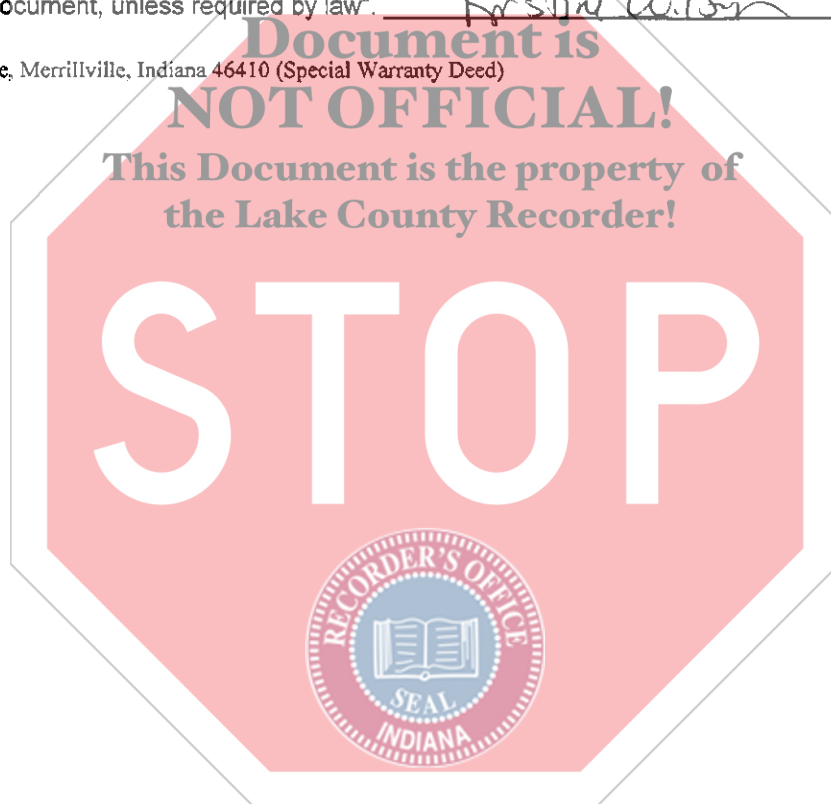 ocument, unless required by law".
Document is
e, Merrillville, Indiana 46410 (Special Warranty Deed)
NOT OFFICIAL!
This Document is the property of
the Lake County Recorder!
STOP
RECORDER'S OFFICE
SEAL
INDIANA